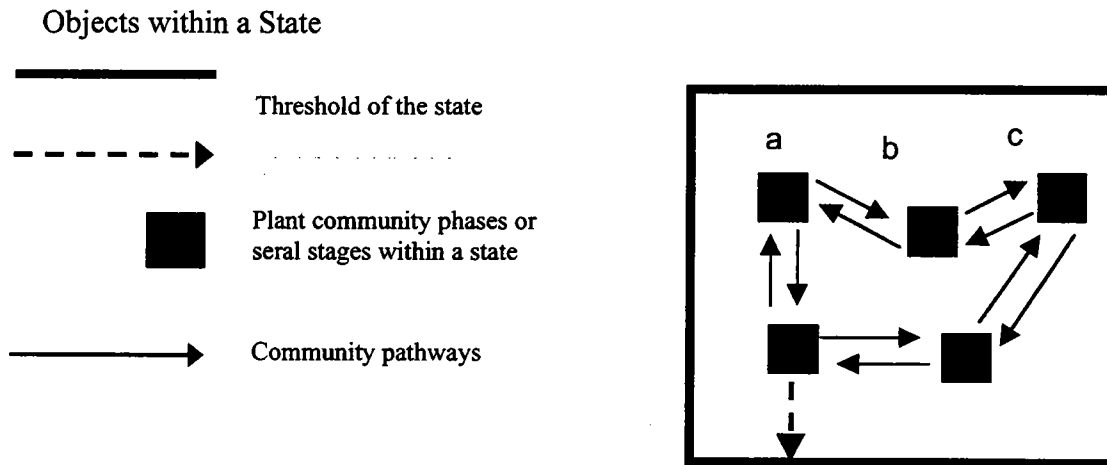 Objects within a State
Threshold of the state
Plant community phases or
seral stages within a state
Community pathways
a
b
c